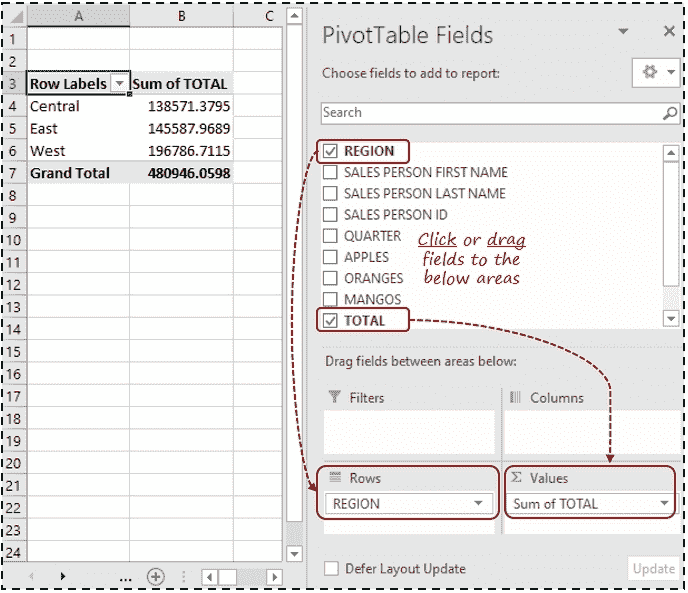 A B C
1
2
3 Row Labels Sum of TOTAL
4 Central 138571.3795
5 East 145587.9689
6 West 196786.7115
7 Grand Total 480946.0598
8
9
10
11
12
13
14
15
16
17
18
19
20
21
22
23
24
...
PivotTable Fields
Choose fields to add to report:
Search
REGION
SALES PERSON FIRST NAME
SALES PERSON LAST NAME
SALES PERSON ID
QUARTER
APPLES
ORANGES
MANGOS
TOTAL
Click or drag
fields to the
below areas
Drag fields between areas below:
Filters
Columns
Rows
REGION
Σ Values
Sum of TOTAL
Defer Layout Update
Update